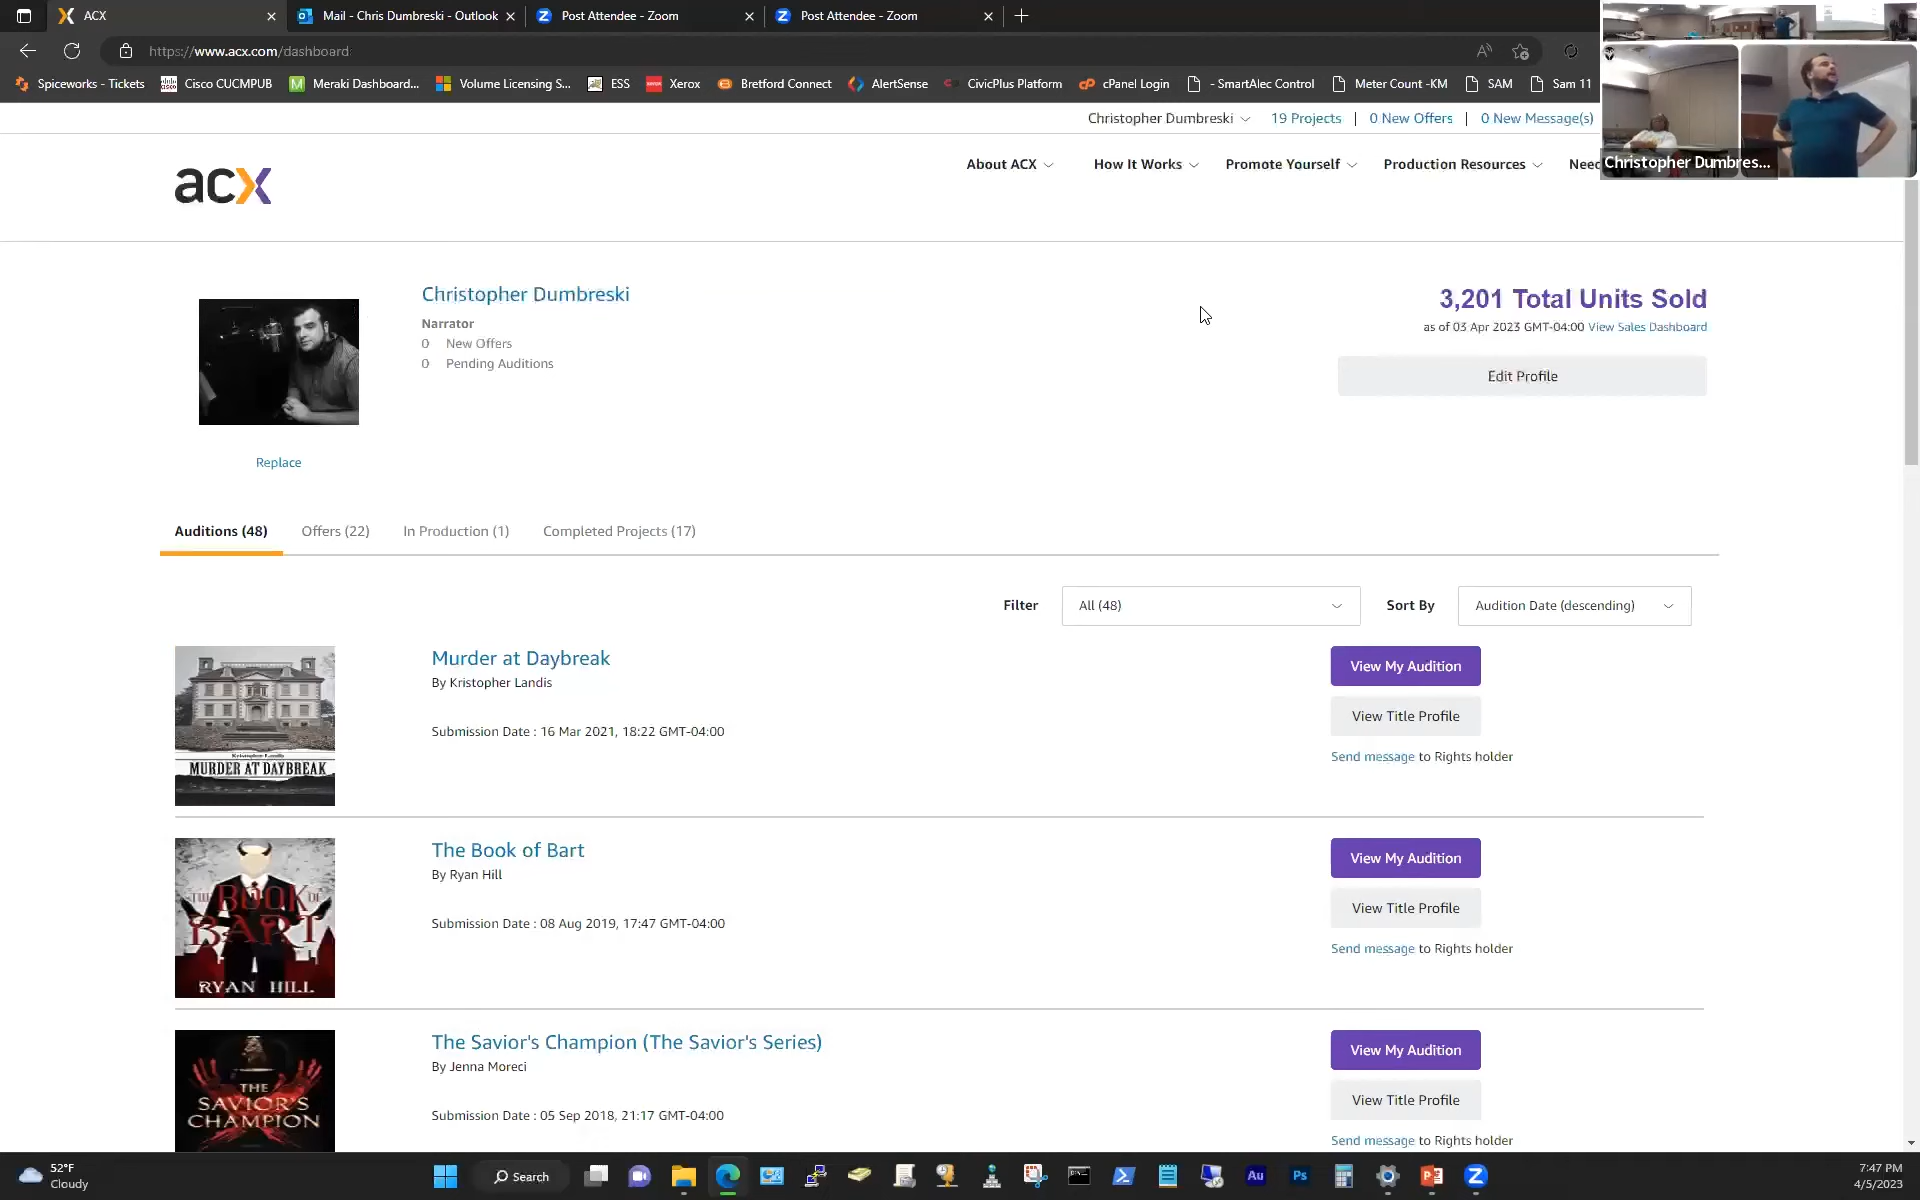 ACX
Mail - Chris Dumbreski - Outlook
Post Attendee - Zoom
Post Attendee - Zoom
https://www.acx.com/dashboard
Spiceworks - Tickets
Cisco CUCMPUB
Meraki Dashboard...
Volume Licensing S...
ESS
Xerox
Bretford Connect
AlertSense
CivicPlus Platform
cPanel Login
- SmartAlec Control
Meter Count -KM
SAM
Sam 11
Christopher Dumbreski
19 Projects | 0 New Offers | 0 New Message(s)
Christopher Dumbres...
acx
About ACX
How It Works
Promote Yourself
Production Resources
Need
Christopher Dumbreski
Narrator
0 New Offers
0 Pending Auditions
Replace
3,201 Total Units Sold
as of 03 Apr 2023 GMT-04:00 View Sales Dashboard
Edit Profile
Auditions (48)
Offers (22)
In Production (1)
Completed Projects (17)
Filter
All (48)
Sort By
Audition Date (descending)
Kristopher Landis
MURDER AT DAYBREAK
Murder at Daybreak
By Kristopher Landis
Submission Date : 16 Mar 2021, 18:22 GMT-04:00
View My Audition
View Title Profile
Send message to Rights holder
THE
BOOK OF
BART
RYAN HILL
The Book of Bart
By Ryan Hill
Submission Date : 08 Aug 2019, 17:47 GMT-04:00
View My Audition
View Title Profile
Send message to Rights holder
THE
SAVIOR'S
CHAMPION
The Savior's Champion (The Savior's Series)
By Jenna Moreci
Submission Date : 05 Sep 2018, 21:17 GMT-04:00
View My Audition
View Title Profile
Send message to Rights holder
52°F
Cloudy
Search
Au
Ps
7:47 PM
4/5/2023